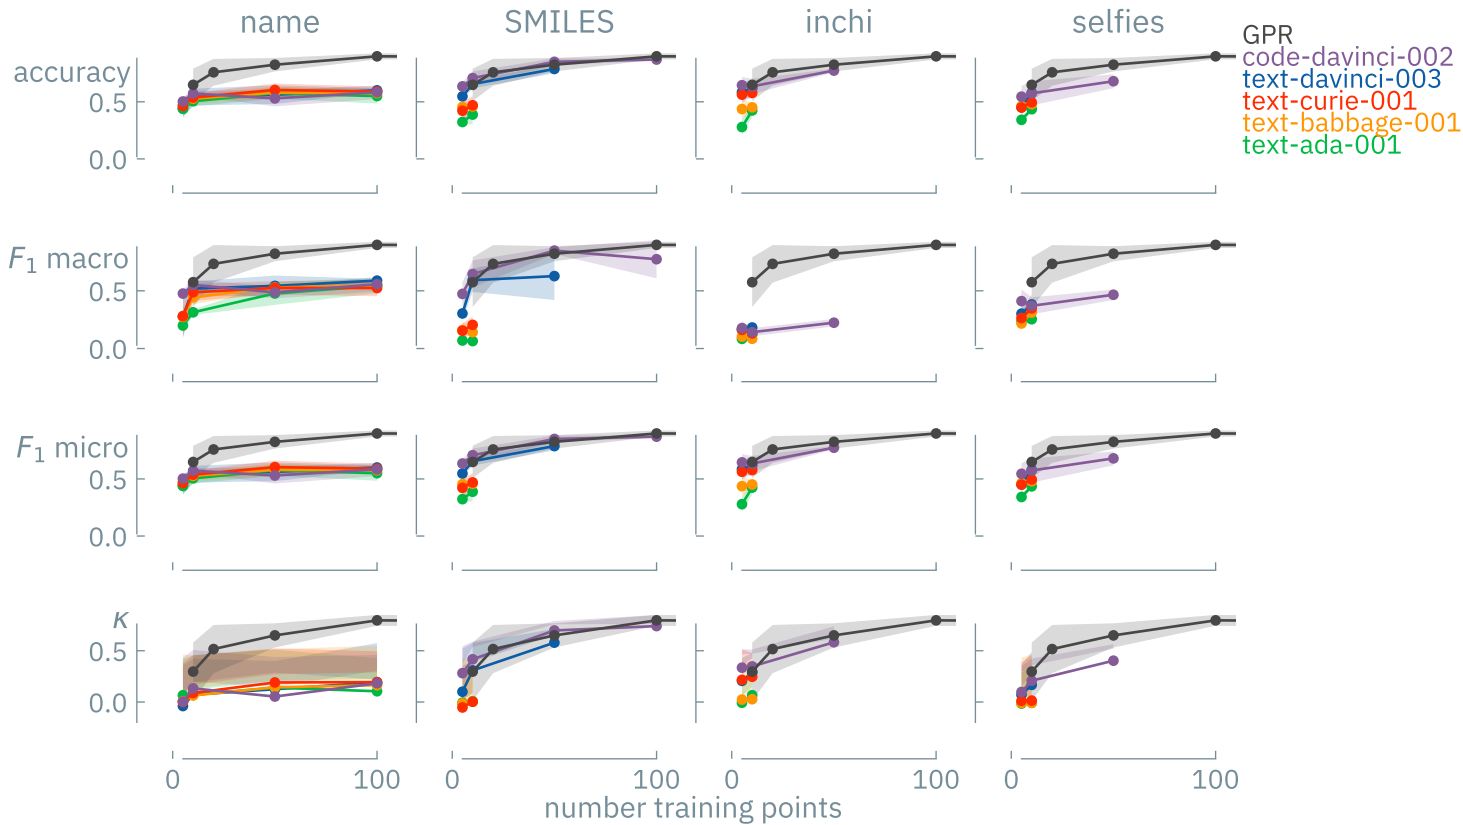 name SMILES inchi selfies
GPR
code-davinci-002
text-davinci-003
text-curie-001
text-babbage-001
text-ada-001
accuracy
0.5
0.0
F1 macro
0.5
0.0
F1 micro
0.5
0.0
κ
0.5
0.0
0 100 0 100 0 100 0 100
number training points